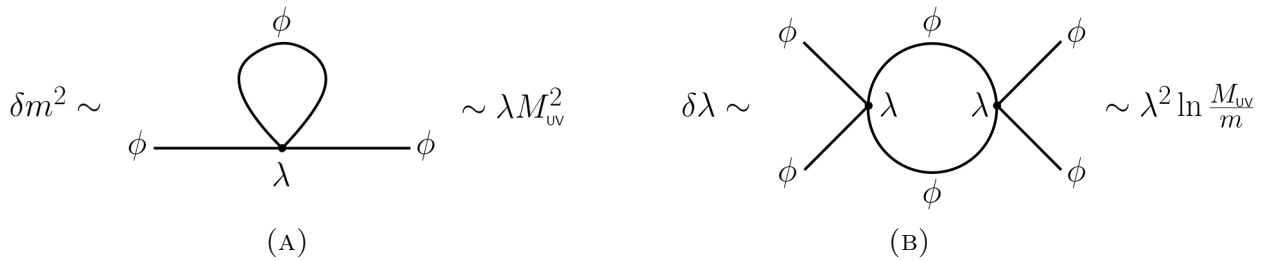 ϕ
δm² ∼ ∼ λM²_UV
ϕ ϕ
λ
(A)
ϕ ϕ ϕ
δλ ∼ λ λ ∼ λ² ln M_UV/m
ϕ ϕ ϕ
(B)